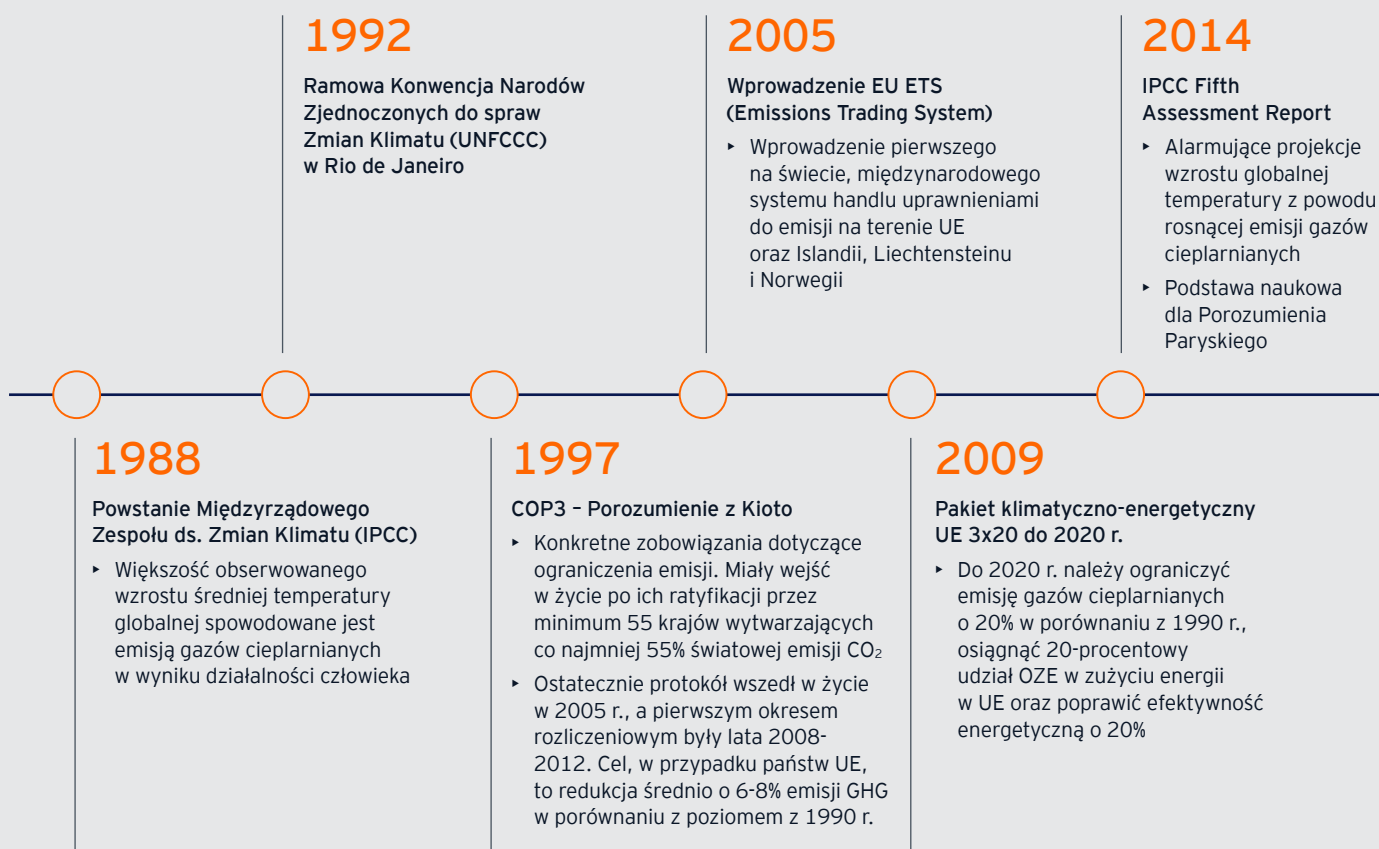 1992
Ramowa Konwencja Narodów
Zjednoczonych do spraw
Zmian Klimatu (UNFCCC)
w Rio de Janeiro
2005
Wprowadzenie EU ETS
(Emissions Trading System)
‣ Wprowadzenie pierwszego
na świecie, międzynarodowego
systemu handlu uprawnieniami
do emisji na terenie UE
oraz Islandii, Liechtensteinu
i Norwegii
2014
IPCC Fifth
Assessment Report
‣ Alarmujące projekcje
wzrostu globalnej
temperatury z powodu
rosnącej emisji gazów
cieplarnianych
‣ Podstawa naukowa
dla Porozumienia
Paryskiego
1988
Powstanie Międzyrządowego
Zespołu ds. Zmian Klimatu (IPCC)
‣ Większość obserwowanego
wzrostu średniej temperatury
globalnej spowodowane jest
emisją gazów cieplarnianych
w wyniku działalności człowieka
1997
COP3 – Porozumienie z Kioto
‣ Konkretne zobowiązania dotyczące
ograniczenia emisji. Miały wejść
w życie po ich ratyfikacji przez
minimum 55 krajów wytwarzających
co najmniej 55% światowej emisji CO₂
‣ Ostatecznie protokół wszedł w życie
w 2005 r., a pierwszym okresem
rozliczeniowym były lata 2008-
2012. Cel, w przypadku państw UE,
to redukcja średnio o 6-8% emisji GHG
w porównaniu z poziomem z 1990 r.
2009
Pakiet klimatyczno-energetyczny
UE 3x20 do 2020 r.
‣ Do 2020 r. należy ograniczyć
emisję gazów cieplarnianych
o 20% w porównaniu z 1990 r.,
osiągnąć 20-procentowy
udział OZE w zużyciu energii
w UE oraz poprawić efektywność
energetyczną o 20%